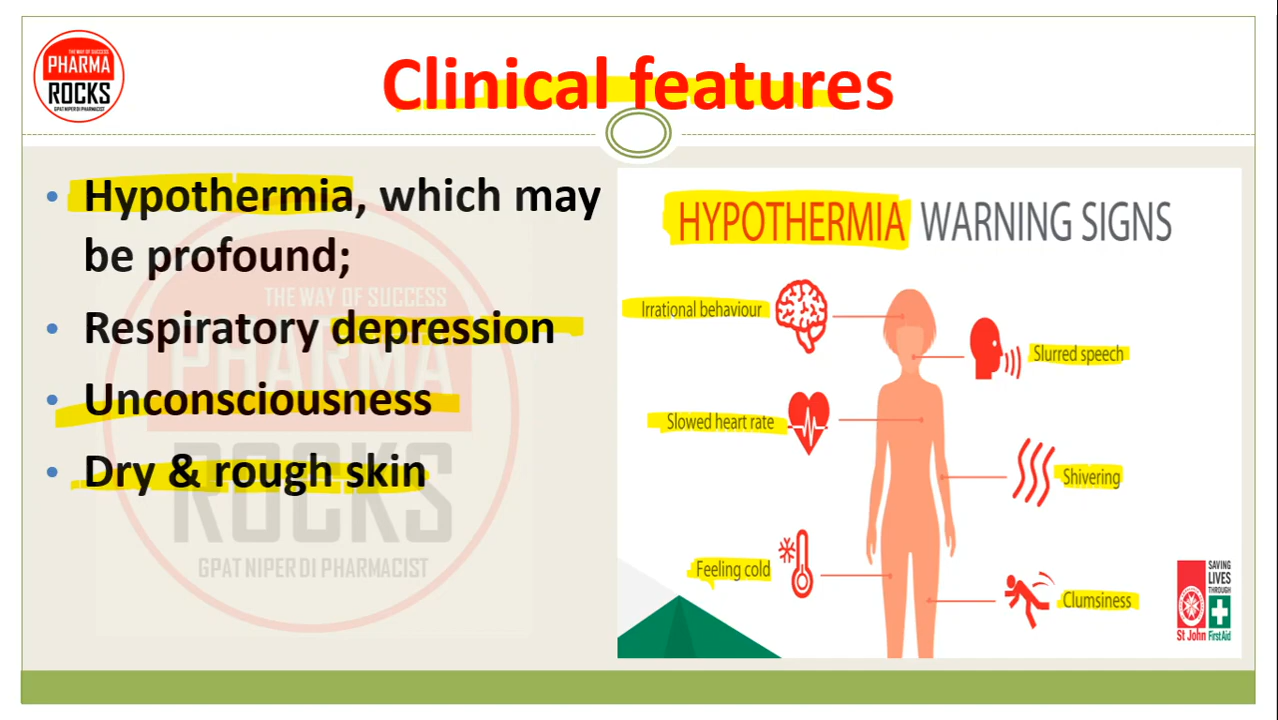 THE WAY OF SUCCESS
PHARMA
ROCKS
GPAT NIPER DI PHARMACIST
Clinical features
• Hypothermia, which may
be profound;
• Respiratory depression
• Unconsciousness
• Dry & rough skin
THE WAY OF SUCCESS
PHARMA
ROCKS
GPAT NIPER DI PHARMACIST
HYPOTHERMIA WARNING SIGNS
Irrational behaviour
Slurred speech
Slowed heart rate
Shivering
Feeling cold
Clumsiness
SAVING
LIVES
THROUGH
St John First Aid